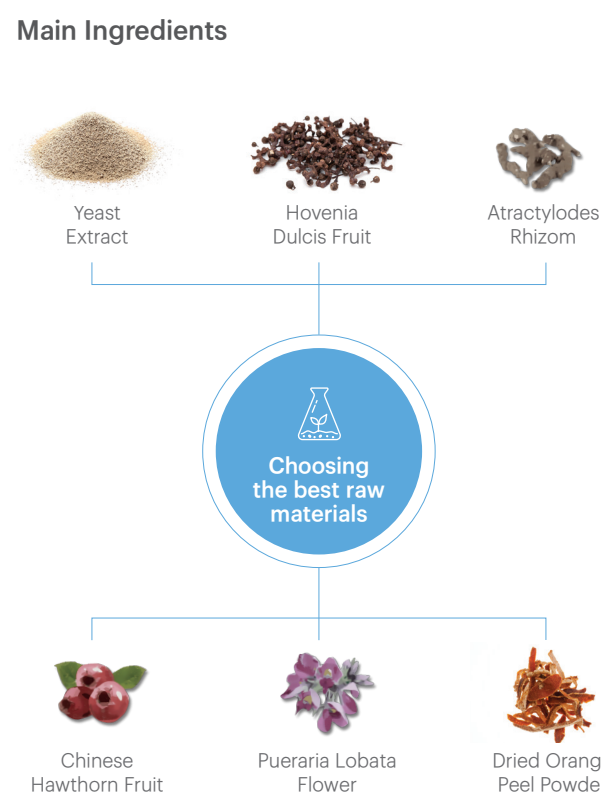 Main Ingredients
Yeast
Extract
Hovenia
Dulcis Fruit
Atractylodes
Rhizom
Choosing
the best raw
materials
Chinese
Hawthorn Fruit
Pueraria Lobata
Flower
Dried Orang
Peel Powde